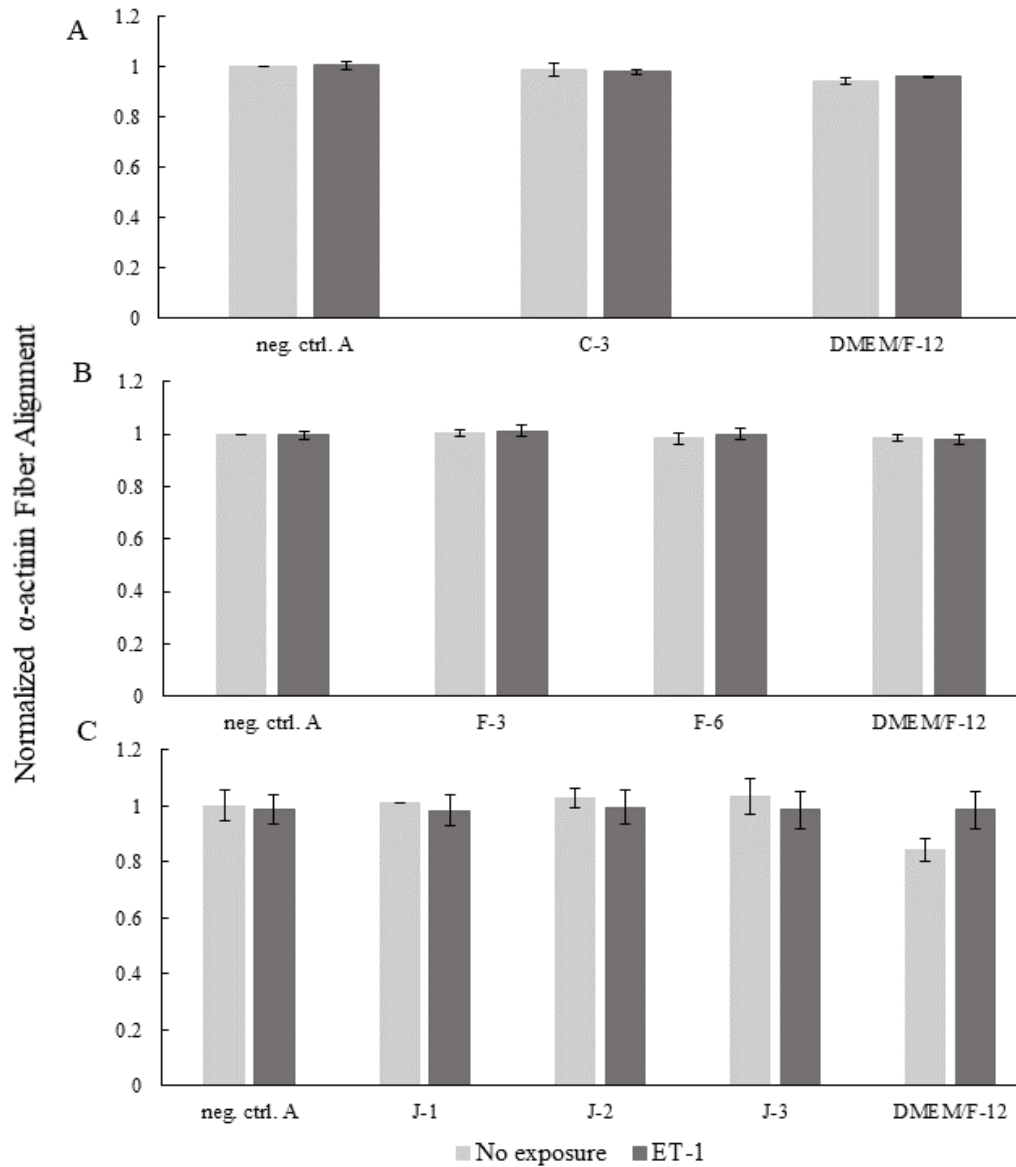 A
1.2
1
0.8
0.6
0.4
0.2
0
neg. ctrl. A C-3 DMEM/F-12
Normalized α-actinin Fiber Alignment
B
1.2
1
0.8
0.6
0.4
0.2
0
neg. ctrl. A F-3 F-6 DMEM/F-12
C
1.2
1
0.8
0.6
0.4
0.2
0
neg. ctrl. A J-1 J-2 J-3 DMEM/F-12
No exposure ET-1